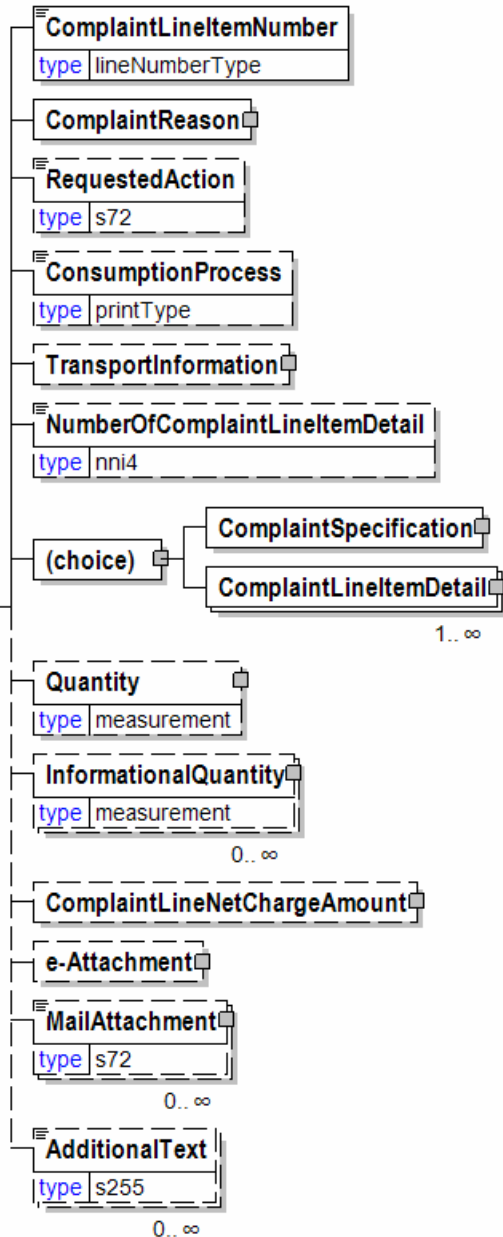 ComplaintLineItemNumber
type lineNumberType
ComplaintReason
RequestedAction
type s72
ConsumptionProcess
type printType
TransportInformation
NumberOfComplaintLineItemDetail
type nni4
(choice)
ComplaintSpecification
ComplaintLineItemDetail
1.. ∞
Quantity
type measurement
InformationalQuantity
type measurement
0.. ∞
ComplaintLineNetChargeAmount
e-Attachment
MailAttachment
type s72
0.. ∞
AdditionalText
type s255
0.. ∞